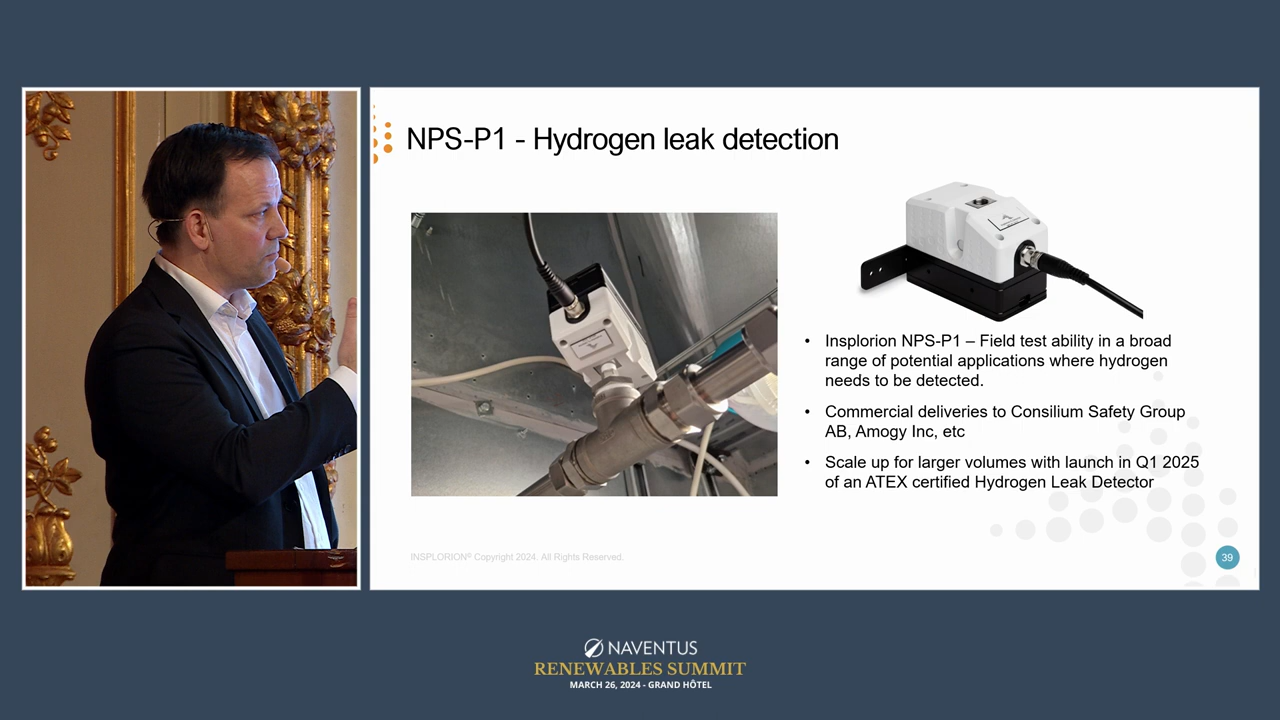 NPS-P1 - Hydrogen leak detection
• Insplorion NPS-P1 – Field test ability in a broad
range of potential applications where hydrogen
needs to be detected.
• Commercial deliveries to Consilium Safety Group
AB, Amogy Inc, etc
• Scale up for larger volumes with launch in Q1 2025
of an ATEX certified Hydrogen Leak Detector
INSPLORION® Copyright 2024. All Rights Reserved.
39
NAVENTUS
RENEWABLES SUMMIT
MARCH 26, 2024 - GRAND HÔTEL